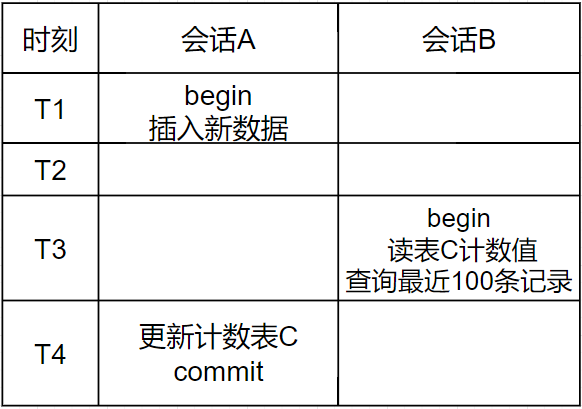 时刻 会话A 会话B
T1 begin
插入新数据
T2
T3 begin
读表C计数值
查询最近100条记录
T4 更新计数表C
commit